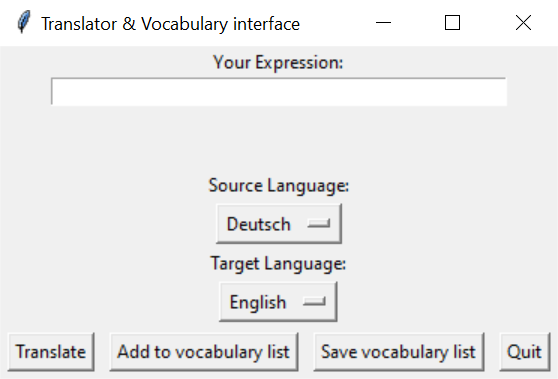 Translator & Vocabulary interface
Your Expression:
Source Language:
Deutsch
Target Language:
English
Translate Add to vocabulary list Save vocabulary list Quit